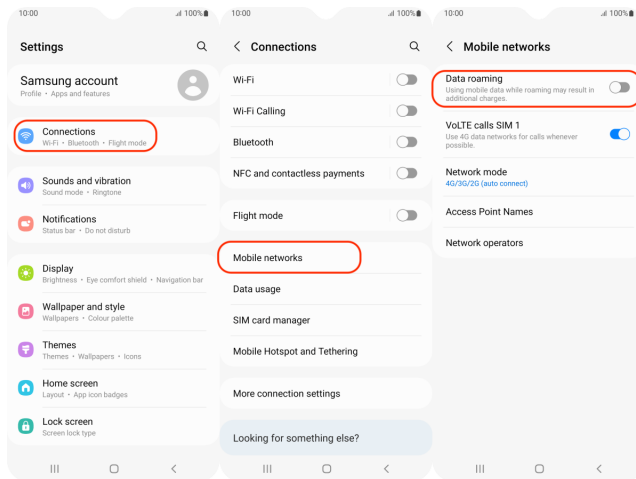 10:00
100%
Settings
Samsung account
Profile • Apps and features
Connections
Wi-Fi • Bluetooth • Flight mode
Sounds and vibration
Sound mode • Ringtone
Notifications
Status bar • Do not disturb
Display
Brightness • Eye comfort shield • Navigation bar
Wallpaper and style
Wallpapers • Colour palette
Themes
Themes • Wallpapers • Icons
Home screen
Layout • App icon badges
Lock screen
Screen lock type
10:00
100%
Connections
Wi-Fi
Wi-Fi Calling
Bluetooth
NFC and contactless payments
Flight mode
Mobile networks
Data usage
SIM card manager
Mobile Hotspot and Tethering
More connection settings
Looking for something else?
10:00
100%
Mobile networks
Data roaming
Using mobile data while roaming may result in
additional charges.
VoLTE calls SIM 1
Use 4G data networks for calls whenever
possible.
Network mode
4G/3G/2G (auto connect)
Access Point Names
Network operators